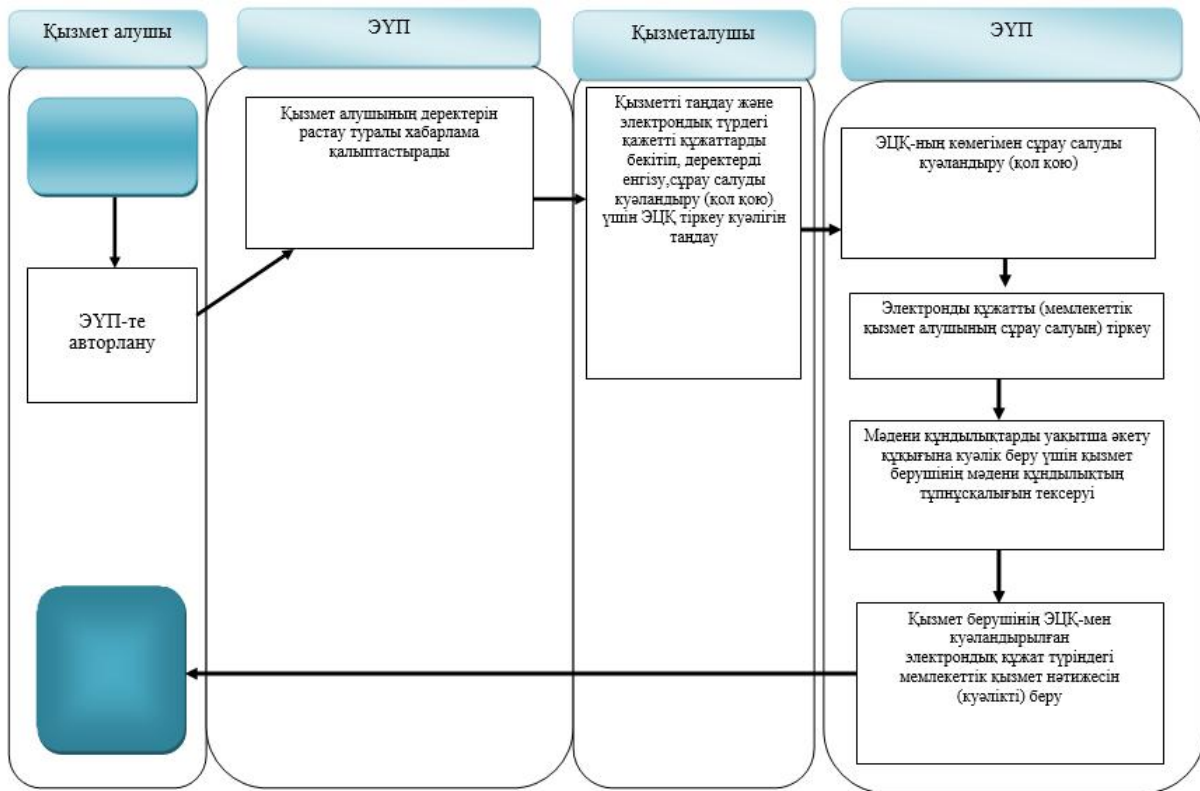 Қызмет алушы
ЭҮП
Қызметалушы
ЭҮП
ЭҮП-те
авторлану
Қызмет алушының деректерін
растау туралы хабарлама
қалыптастырады
Қызметті таңдау және
электрондық түрдегі
қажетті құжаттарды
бекітіп, деректерді
енгізу,сұрау салуды
куәландыру (қол қою)
үшін ЭЦҚ тіркеу куәлігін
таңдау
ЭЦҚ-ның көмегімен сұрау салуды
куәландыру (қол қою)
Электронды құжатты (мемлекеттік
қызмет алушының сұрау салуын) тіркеу
Мәдени құндылықтарды уақытша әкету
құқығына куәлік беру үшін қызмет
берушінің мәдени құндылықтың
тұпнұсқалығын тексеруі
Қызмет берушінің ЭЦҚ-мен
куәландырылған
электрондық құжат түріндегі
мемлекеттік қызмет нәтижесін
(куәлікті) беру